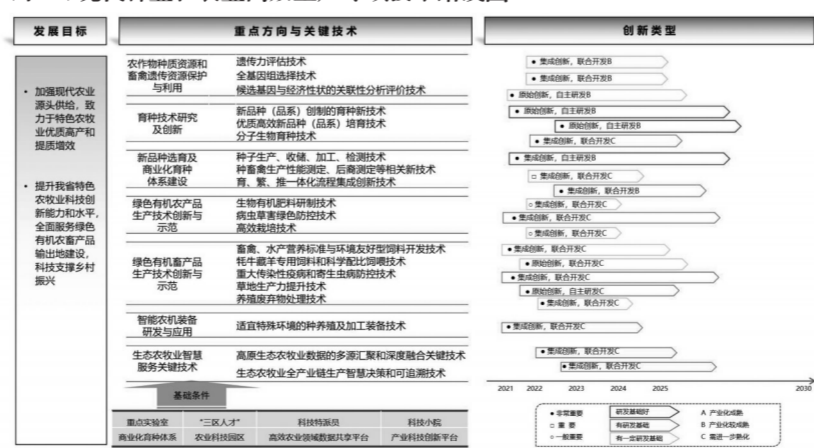 发展目标
重点方向与关键技术
创新类型
• 加强现代农业
源头供给，致
力于特色农牧
业优质高产和
提质增效
• 提升我省特色
农牧业科技创
新能力和水平，
全面服务绿色
有机农畜产品
输出地建设，
科技支撑乡村
振兴
农作物种质资源和
畜禽遗传资源保护
与利用
遗传力评估技术
全基因组选择技术
候选基因与经济性状的关联性分析评价技术
育种技术研究
及创新
新品种（品系）创制的育种新技术
优质高效新品种（品系）培育技术
分子生物育种技术
新品种选育及
商业化育种
体系建设
种子生产、收储、加工、检测技术
种畜禽生产性能测定、后裔测定等相关新技术
育、繁、推一体化流程集成创新技术
绿色有机农产品
生产技术创新与
示范
生物有机肥料研制技术
病虫草害绿色防控技术
高效栽培技术
绿色有机畜产品
生产技术创新与
示范
畜禽、水产营养标准与环境友好型饲料开发技术
牦牛藏羊专用饲料和科学配比饲喂技术
重大传染性疫病和寄生虫病防控技术
草地生产力提升技术
养殖废弃物处理技术
智能农机装备
研发与应用
适宜特殊环境的种养殖及加工装备技术
生态农牧业智慧
服务关键技术
高原生态农牧业数据的多源汇聚和深度融合关键技术
生态农牧业全产业链生产智慧决策和可追溯技术
基础条件
重点实验室 “三区人才” 科技特派员 科技小院
商业化育种体系 农业科技园区 高效农业领域数据共享平台 产业科技创新平台
● 集成创新，联合开发B
● 集成创新，联合开发B
● 原始创新，自主研发B
● 原始创新，自主研发B
● 原始创新，自主研发B
● 集成创新，联合开发C
● 集成创新，自主研发B
□ 集成创新，联合开发C
● 集成创新，联合开发B
○ 集成创新，联合开发C
● 集成创新，联合开发C
○ 集成创新，联合开发C
● 集成创新，联合开发C
● 原始创新，联合开发C
● 集成创新，联合开发C
● 原始创新，自主研发C
○ 集成创新，联合开发C
● 集成创新，联合开发C
● 集成创新，联合开发C
● 集成创新，联合开发C
2021 2022 2023 2024 2025 2030
● 非常重要 研发基础好 A 产业化成熟
□ 重 要 有研发基础 B 产业化较成熟
○ 一般重要 有一定研发基础 C 需进一步熟化